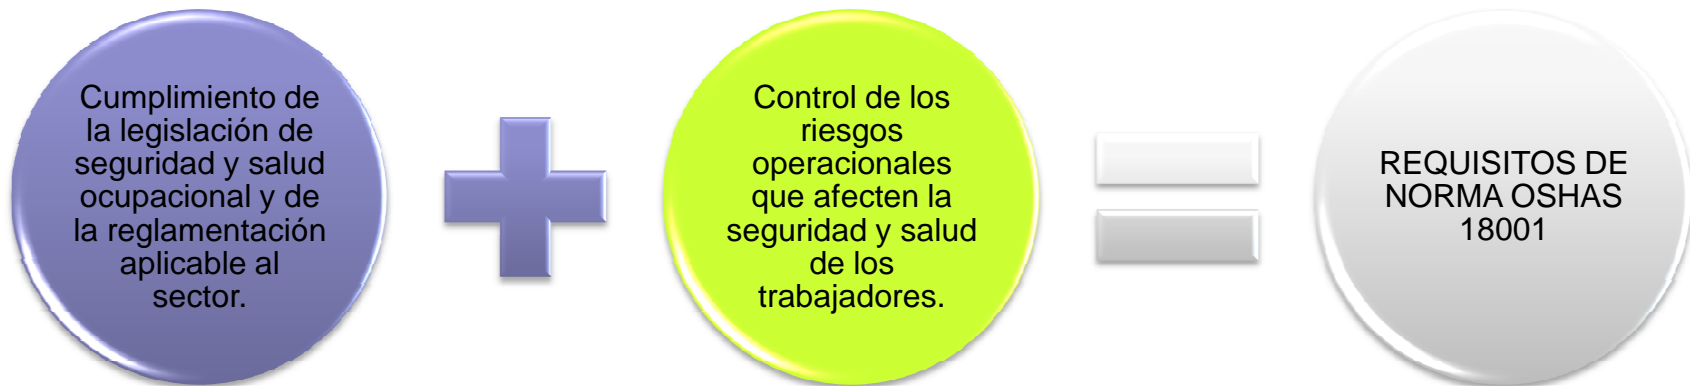 Cumplimiento de
la legislación de
seguridad y salud
ocupacional y de
la reglamentación
aplicable al
sector.
Control de los
riesgos
operacionales
que afecten la
seguridad y salud
de los
trabajadores.
REQUISITOS DE
NORMA OSHAS
18001